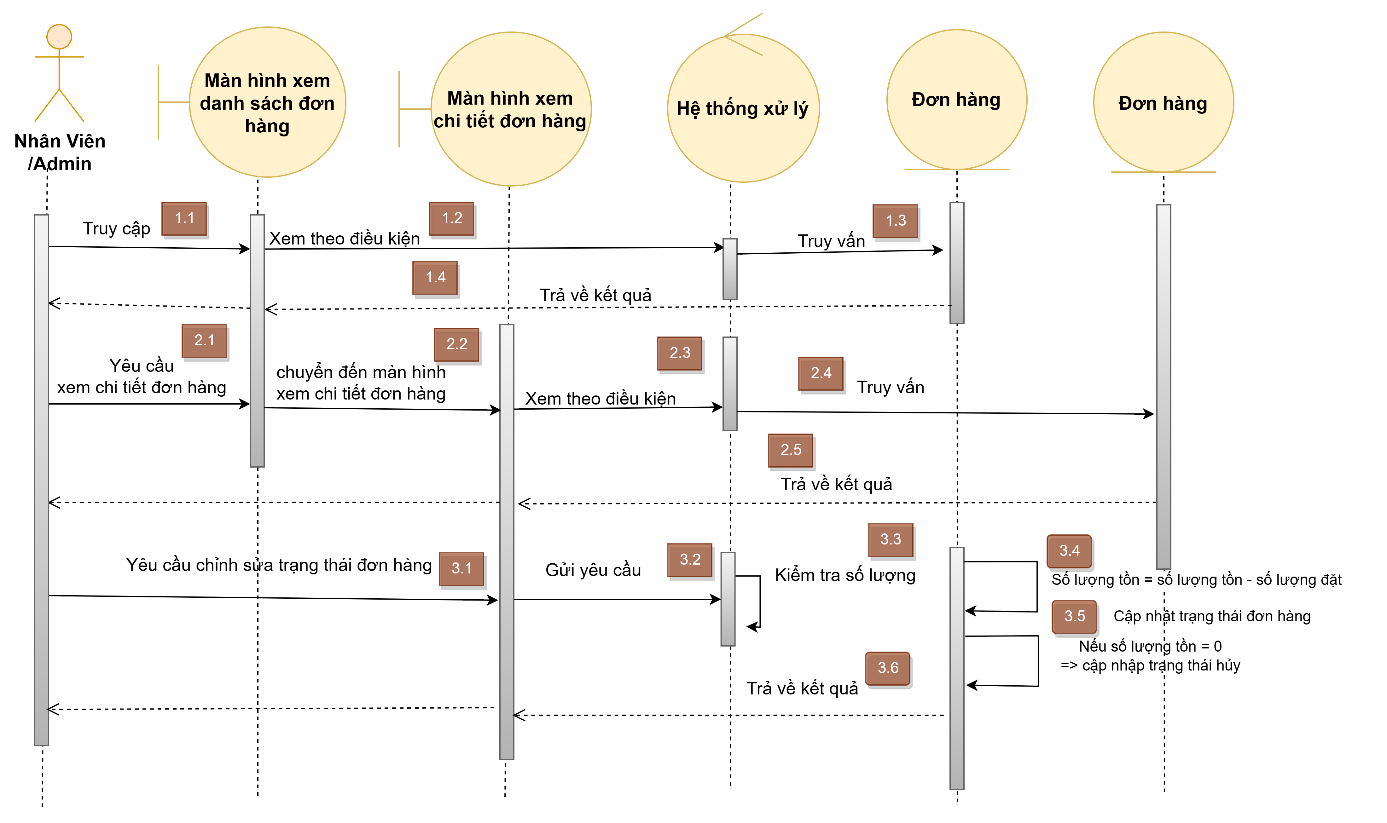 Nhân Viên
/Admin
Màn hình xem
danh sách đơn
hàng
Màn hình xem
chi tiết đơn hàng
Hệ thống xử lý
Đơn hàng
Đơn hàng
Truy cập
1.1
Xem theo điều kiện
1.2
Truy vấn
1.3
1.4
Trả về kết quả
2.1
Yêu cầu
xem chi tiết đơn hàng
2.2
chuyển đến màn hình
xem chi tiết đơn hàng
2.3
Xem theo điều kiện
2.4
Truy vấn
2.5
Trả về kết quả
Yêu cầu chỉnh sửa trạng thái đơn hàng
3.1
Gửi yêu cầu
3.2
3.3
Kiểm tra số lượng
3.4
Số lượng tồn = số lượng tồn - số lượng đặt
3.5
Cập nhật trạng thái đơn hàng
Nếu số lượng tồn = 0
=> cập nhập trạng thái hủy
3.6
Trả về kết quả